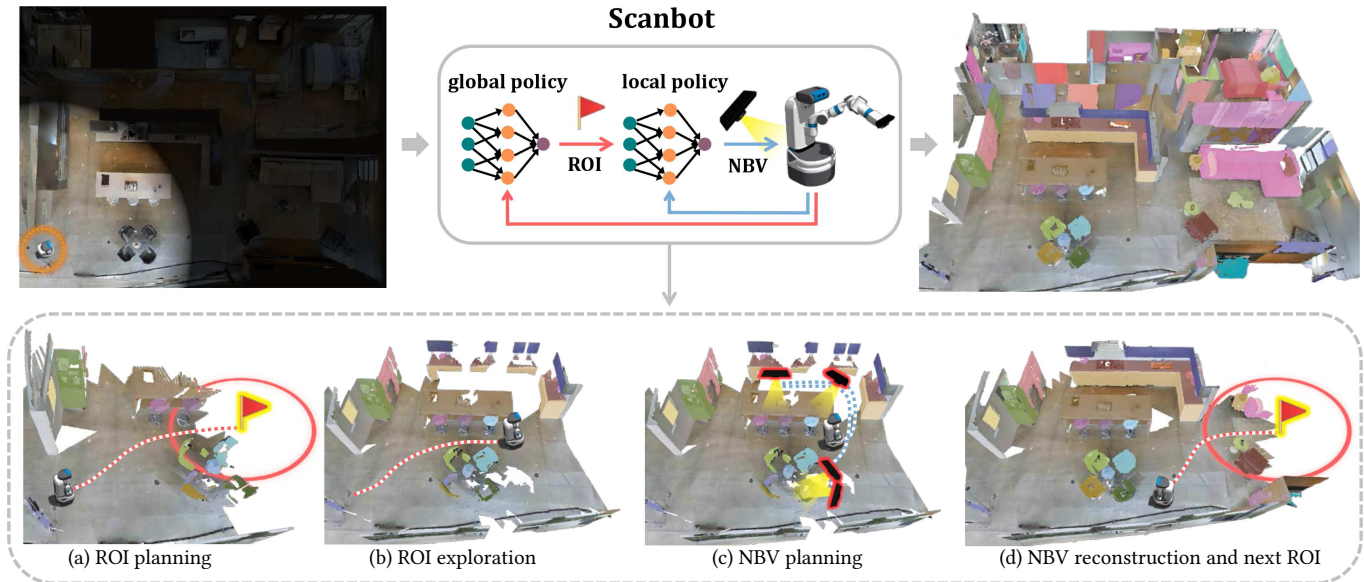 Scanbot
global policy
local policy
ROI
NBV
(a) ROI planning
(b) ROI exploration
(c) NBV planning
(d) NBV reconstruction and next ROI